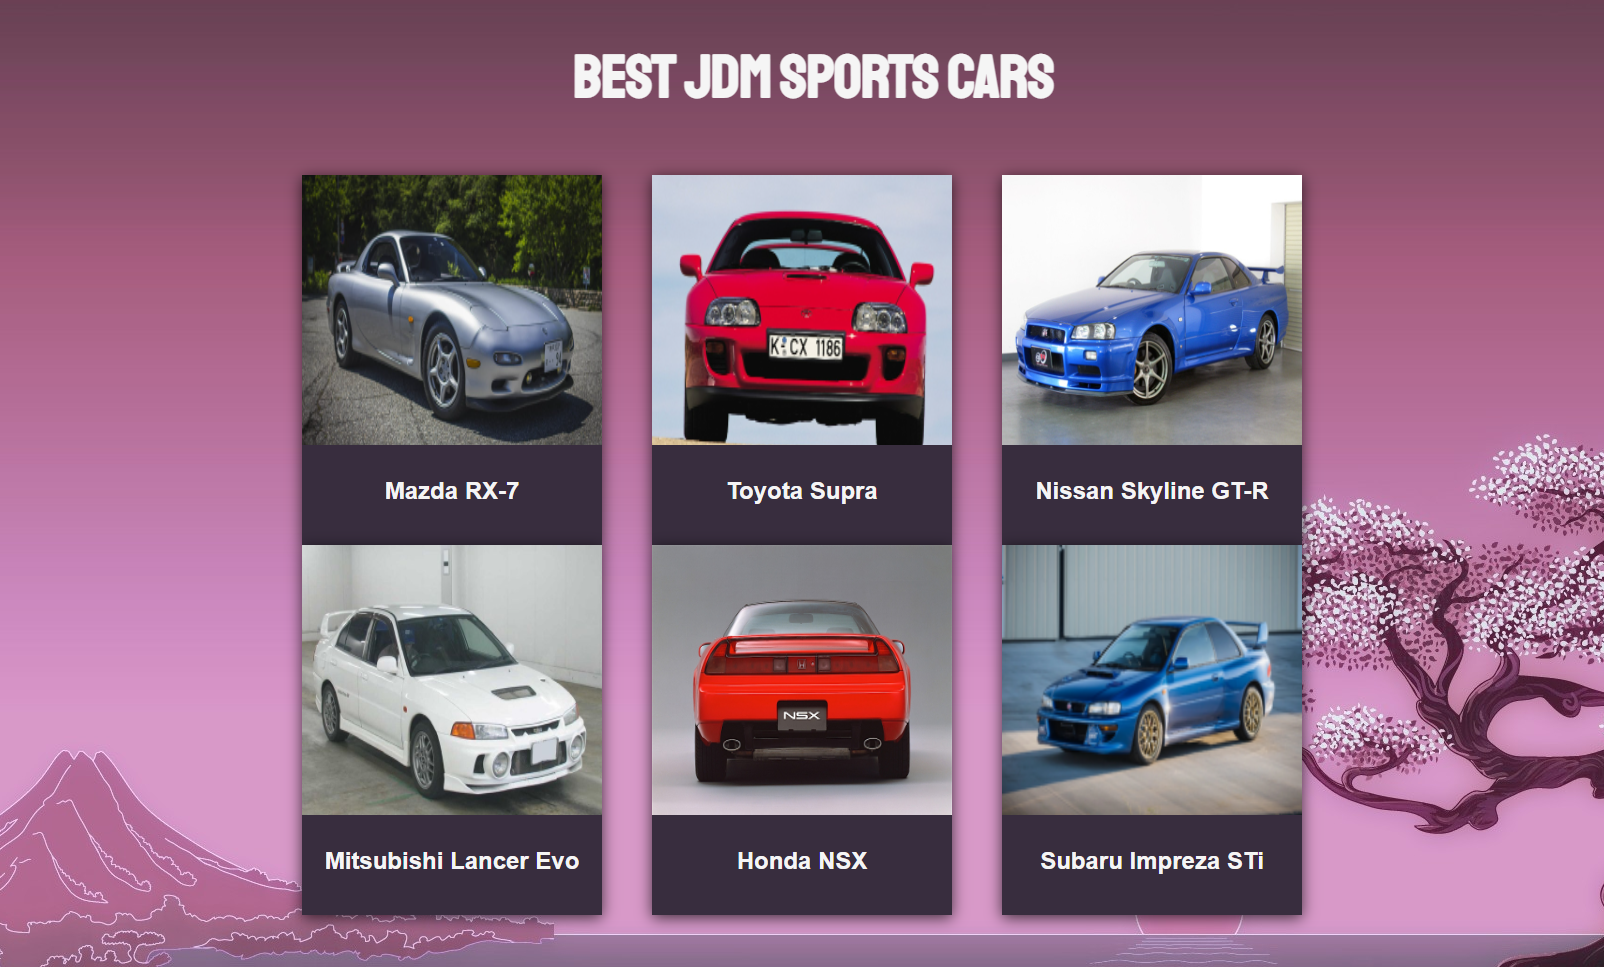 BEST JDM SPORTS CARS
K CX 1186
Mazda RX-7
Toyota Supra
Nissan Skyline GT-R
NSX
Mitsubishi Lancer Evo
Honda NSX
Subaru Impreza STi